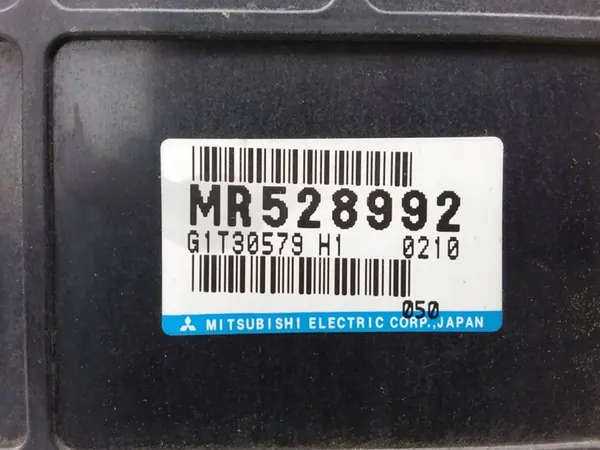 MR528992
G1T30579 H1 0210
050
MITSUBISHI ELECTRIC CORP., JAPAN